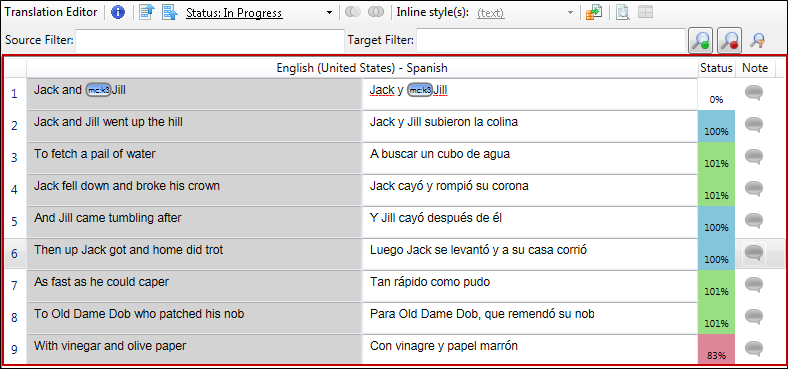 Translation Editor Status: In Progress Inline style(s): (text)
Source Filter: Target Filter:
English (United States) - Spanish Status Note
1 Jack and mc:k3 Jill Jack y mc:k3 Jill 0%
2 Jack and Jill went up the hill Jack y Jill subieron la colina 100%
3 To fetch a pail of water A buscar un cubo de agua 101%
4 Jack fell down and broke his crown Jack cayó y rompió su corona 101%
5 And Jill came tumbling after Y Jill cayó después de él 100%
6 Then up Jack got and home did trot Luego Jack se levantó y a su casa corrió 100%
7 As fast as he could caper Tan rápido como pudo 101%
8 To Old Dame Dob who patched his nob Para Old Dame Dob, que remendó su nob 101%
9 With vinegar and olive paper Con vinagre y papel marrón 83%